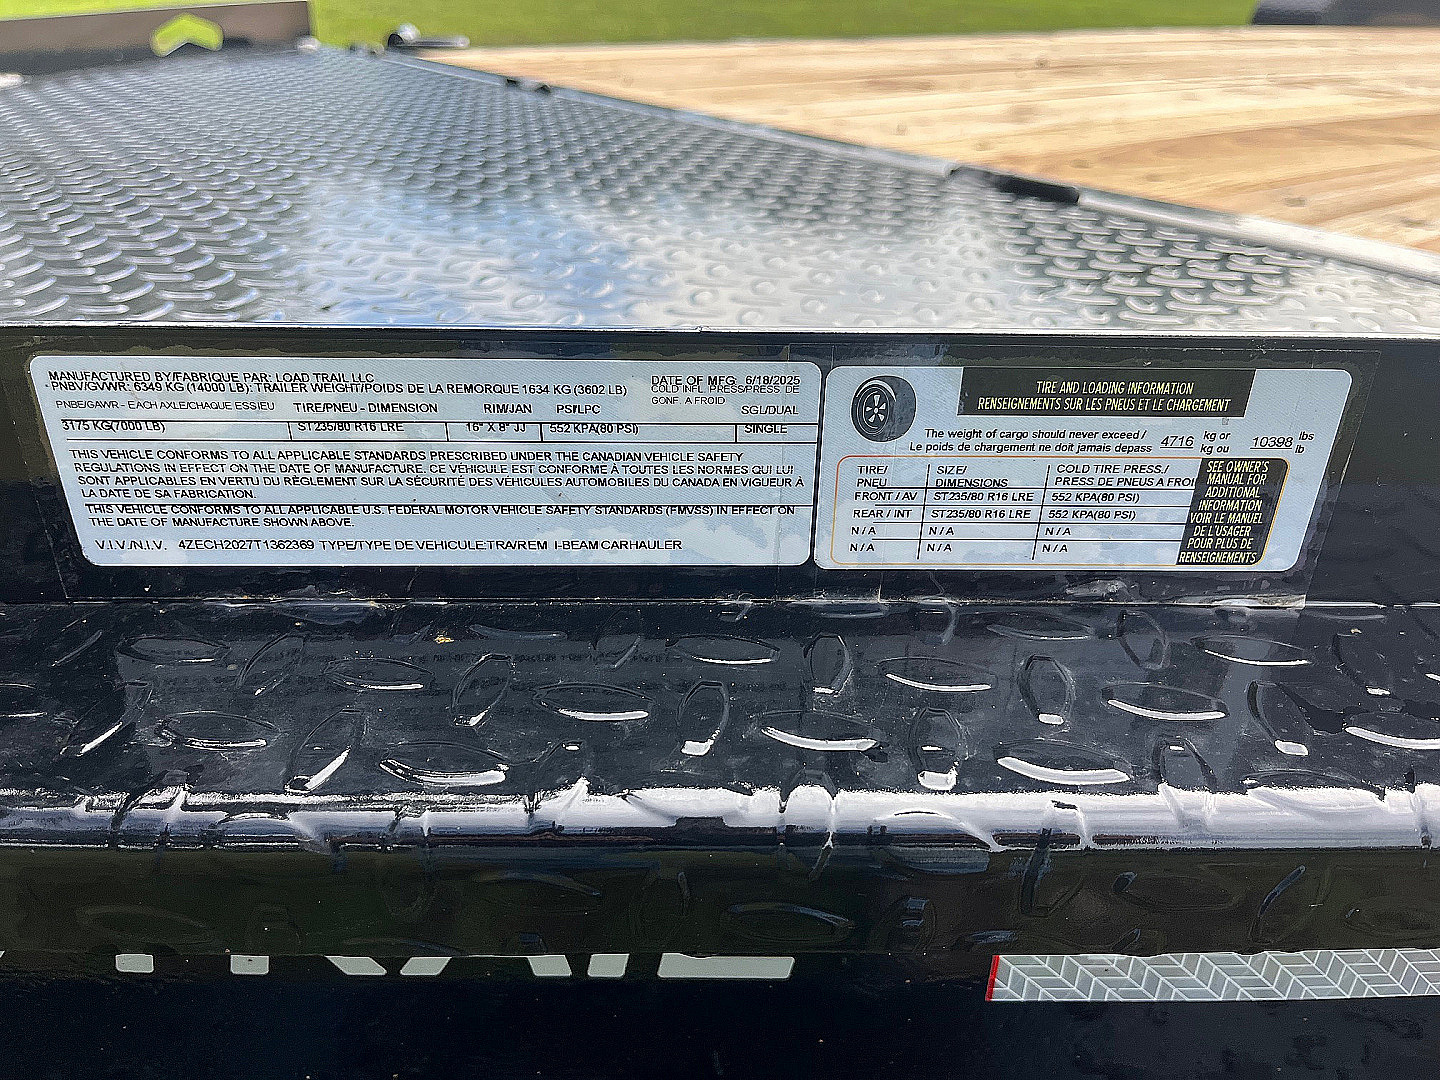 MANUFACTURED BY/FABRIQUE PAR: LOAD TRAIL LLC
DATE OF MFG: 6/18/2025
PNBV/GVWR: 6349 KG (14000 LB): TRAILER WEIGHT/POIDS DE LA REMORQUE 1634 KG (3602 LB)
COLD INFL. PRESS/PRESS DE
GONF. A FROID
PNBE/GAWR - EACH AXLE/CHAQUE ESSIEU TIRE/PNEU - DIMENSION RIM/JAN PSI/LPC SGL/DUAL
3175 KG(7000 LB) ST235/80 R16 LRE 16" X 8" JJ 552 KPA(80 PSI) SINGLE
THIS VEHICLE CONFORMS TO ALL APPLICABLE STANDARDS PRESCRIBED UNDER THE CANADIAN VEHICLE SAFETY
REGULATIONS IN EFFECT ON THE DATE OF MANUFACTURE. CE VÉHICULE EST CONFORME À TOUTES LES NORMES QUI LUI
SONT APPLICABLES EN VERTU DU RÈGLEMENT SUR LA SÉCURITÉ DES VÉHICULES AUTOMOBILES DU CANADA EN VIGUEUR À
LA DATE DE SA FABRICATION.
THIS VEHICLE CONFORMS TO ALL APPLICABLE U.S. FEDERAL MOTOR VEHICLE SAFETY STANDARDS (FMVSS) IN EFFECT ON
THE DATE OF MANUFACTURE SHOWN ABOVE.
V.I.V./N.I.V. 4ZECH2027T1362369 TYPE/TYPE DE VEHICULE:TRA/REM I-BEAM CARHAULER
TIRE AND LOADING INFORMATION
RENSEIGNEMENTS SUR LES PNEUS ET LE CHARGEMENT
The weight of cargo should never exceed / 4716 kg or 10398 lbs
Le poids de chargement ne doit jamais depass kg ou lb
TIRE/ SIZE/ COLD TIRE PRESS./
PNEU DIMENSIONS PRESS DE PNEUS A FROI
FRONT / AV ST235/80 R16 LRE 552 KPA(80 PSI)
REAR / INT ST235/80 R16 LRE 552 KPA(80 PSI)
N/A N/A N/A
N/A N/A N/A
SEE OWNER'S
MANUAL FOR
ADDITIONAL
INFORMATION
VOIR LE MANUEL
DE L'USAGER
POUR PLUS DE
RENSEIGNEMENTS